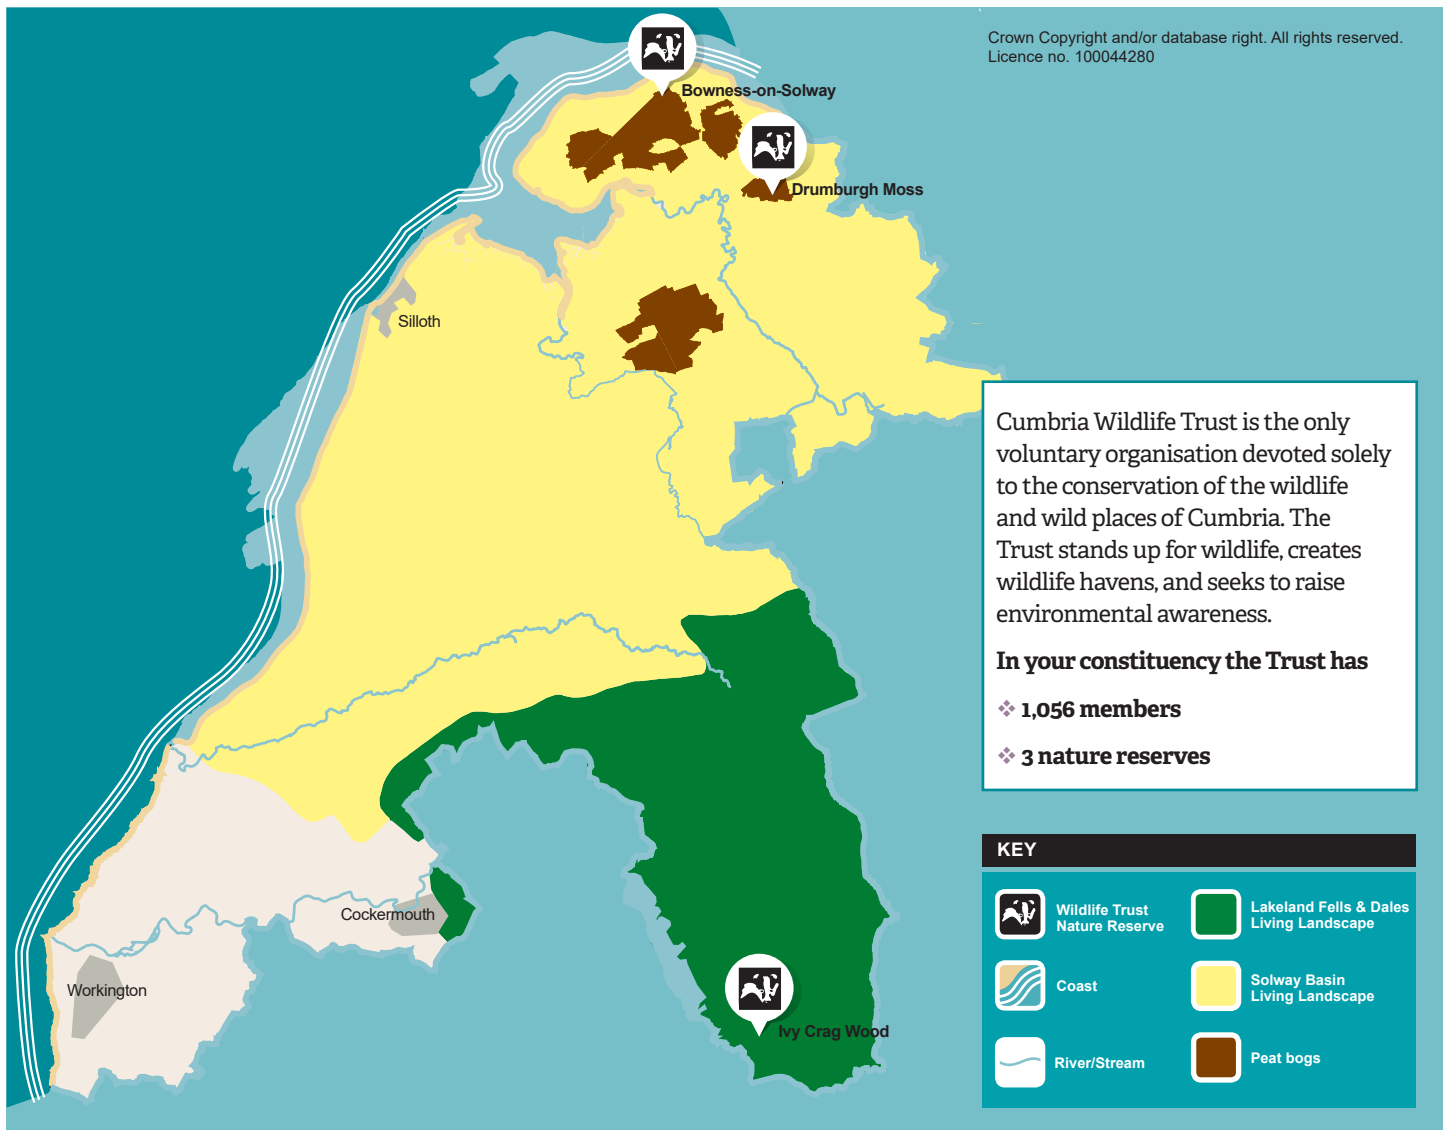 Crown Copyright and/or database right. All rights reserved.
Licence no. 100044280
Bowness-on-Solway
Drumburgh Moss
Silloth
Cumbria Wildlife Trust is the only
voluntary organisation devoted solely
to the conservation of the wildlife
and wild places of Cumbria. The
Trust stands up for wildlife, creates
wildlife havens, and seeks to raise
environmental awareness.
In your constituency the Trust has
❖ 1,056 members
❖ 3 nature reserves
Cockermouth
Workington
Ivy Crag Wood
KEY
Wildlife Trust
Nature Reserve
Coast
River/Stream
Lakeland Fells & Dales
Living Landscape
Solway Basin
Living Landscape
Peat bogs